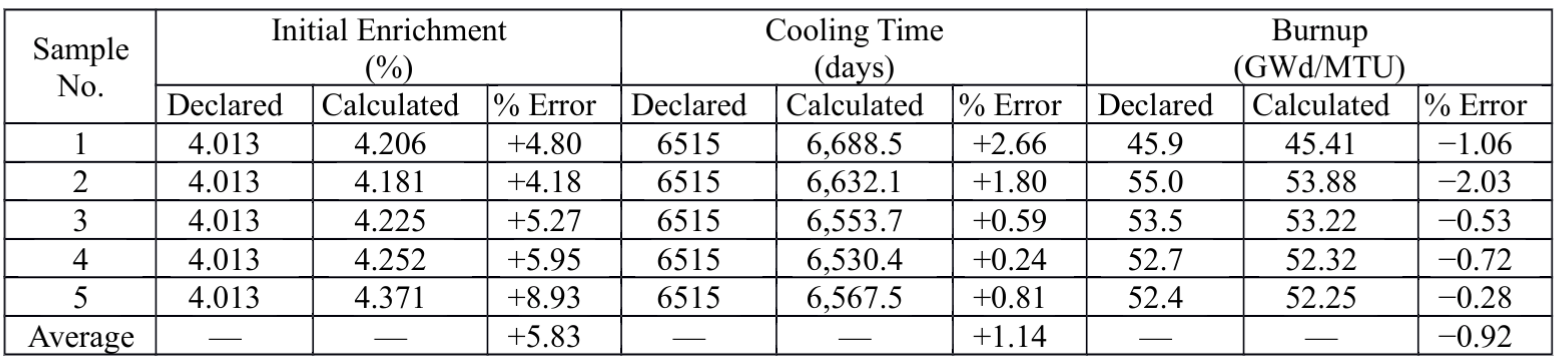 Sample No. Initial Enrichment (%) Cooling Time (days) Burnup (GWd/MTU)
Declared Calculated % Error Declared Calculated % Error Declared Calculated % Error
1 4.013 4.206 +4.80 6515 6,688.5 +2.66 45.9 45.41 −1.06
2 4.013 4.181 +4.18 6515 6,632.1 +1.80 55.0 53.88 −2.03
3 4.013 4.225 +5.27 6515 6,553.7 +0.59 53.5 53.22 −0.53
4 4.013 4.252 +5.95 6515 6,530.4 +0.24 52.7 52.32 −0.72
5 4.013 4.371 +8.93 6515 6,567.5 +0.81 52.4 52.25 −0.28
Average — — +5.83 — — +1.14 — — −0.92